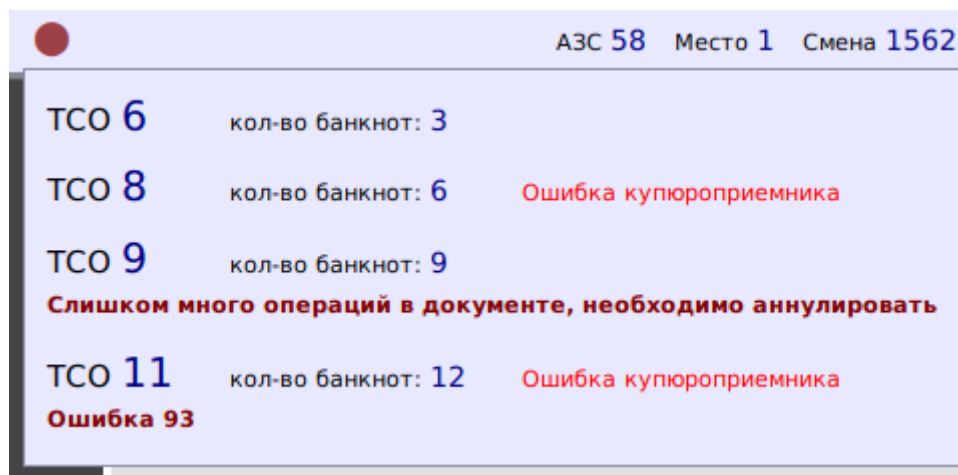 АЗС 58 Место 1 Смена 1562
ТСО 6 кол-во банкнот: 3
ТСО 8 кол-во банкнот: 6 Ошибка купюроприемника
ТСО 9 кол-во банкнот: 9
Слишком много операций в документе, необходимо аннулировать
ТСО 11 кол-во банкнот: 12 Ошибка купюроприемника
Ошибка 93